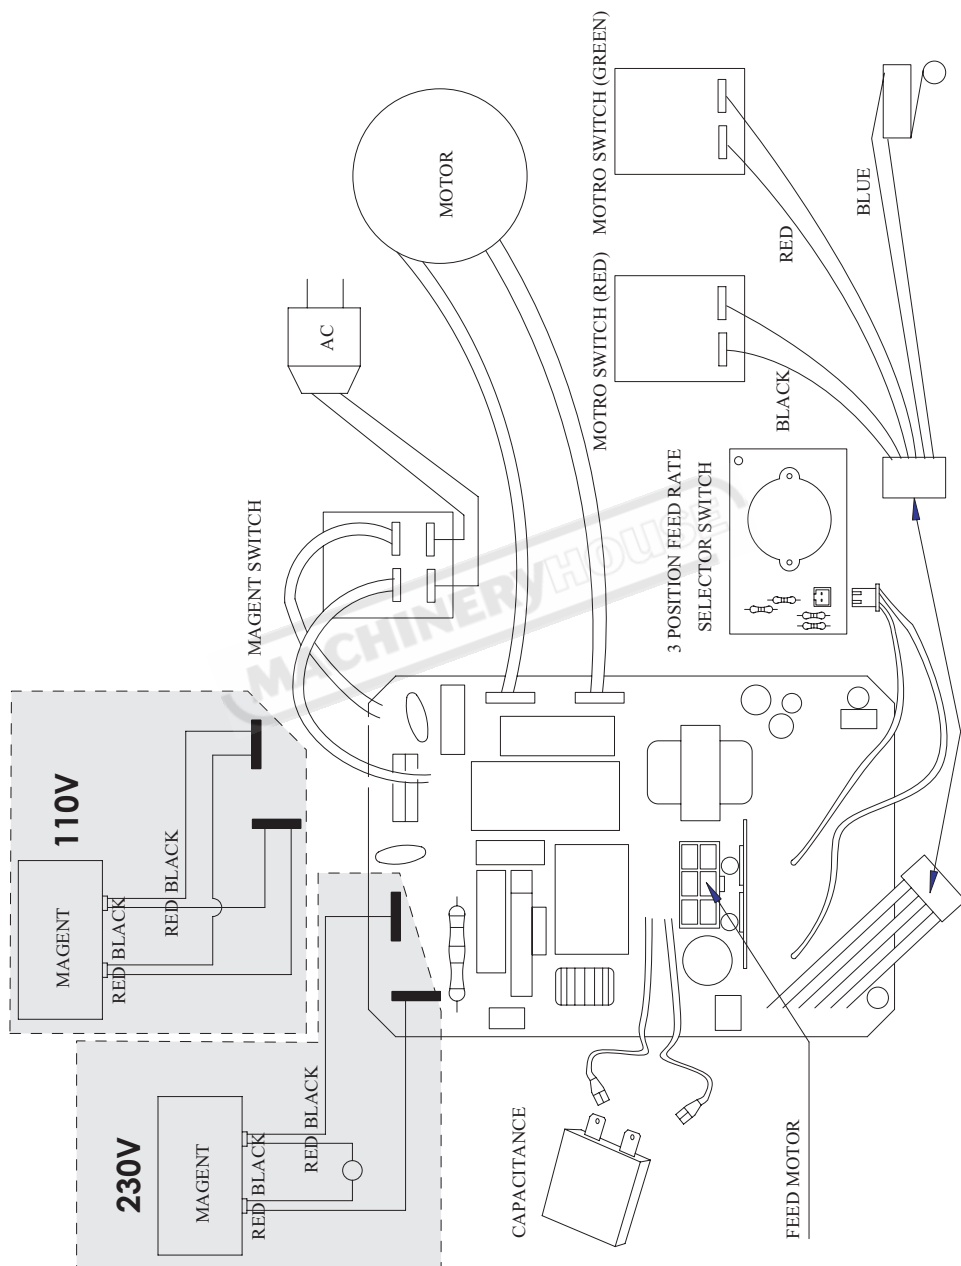 MOTOR
MOTRO SWITCH (GREEN)
BLUE
RED
AC
MOTRO SWITCH (RED)
BLACK
MAGENT SWITCH
3 POSITION FEED RATE
SELECTOR SWITCH
MACHINERYHOUSE
110V
MAGENT
RED BLACK
RED BLACK
230V
MAGENT
RED BLACK
RED BLACK
CAPACITANCE
FEED MOTOR